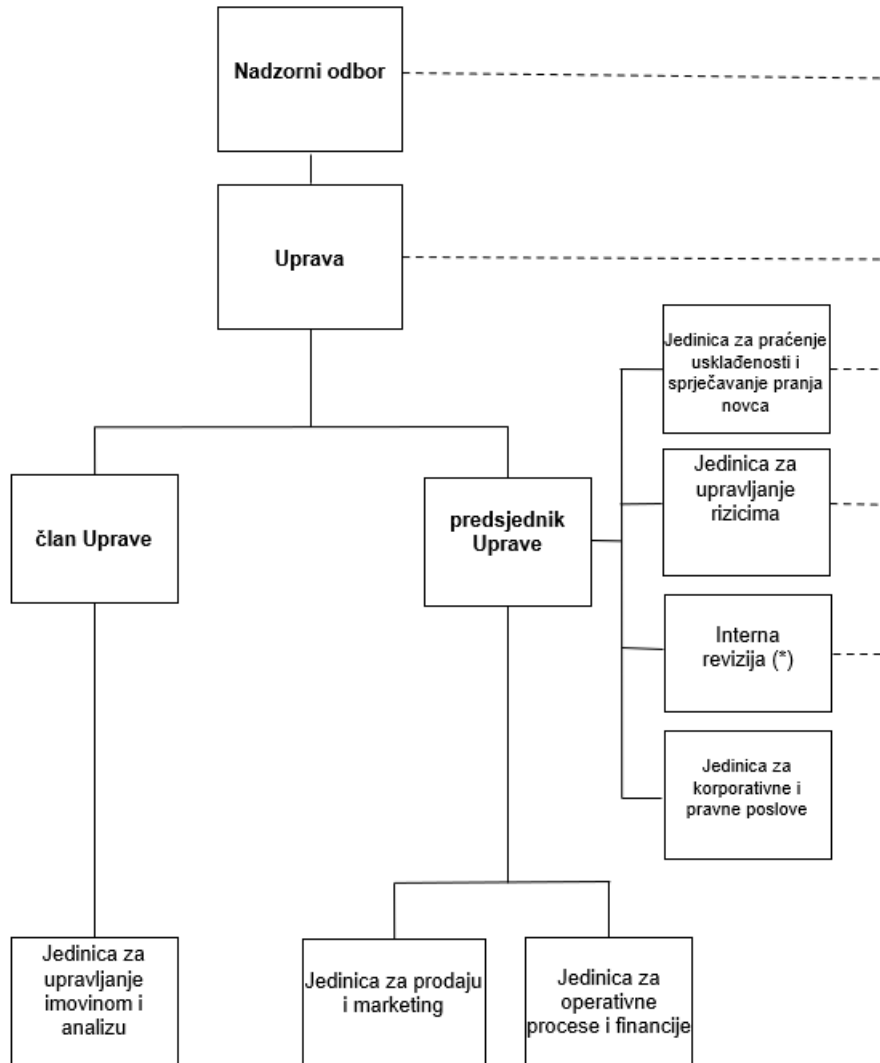 Nadzorni odbor
Uprava
Jedinica za praćenje
usklađenosti i
sprječavanje pranja
novca
Jedinica za
upravljanje
rizicima
član Uprave
predsjednik
Uprave
Interna
revizija (*)
Jedinica za
korporativne i
pravne poslove
Jedinica za
upravljanje
imovinom i
analizu
Jedinica za prodaju
i marketing
Jedinica za
operativne
procese i financije